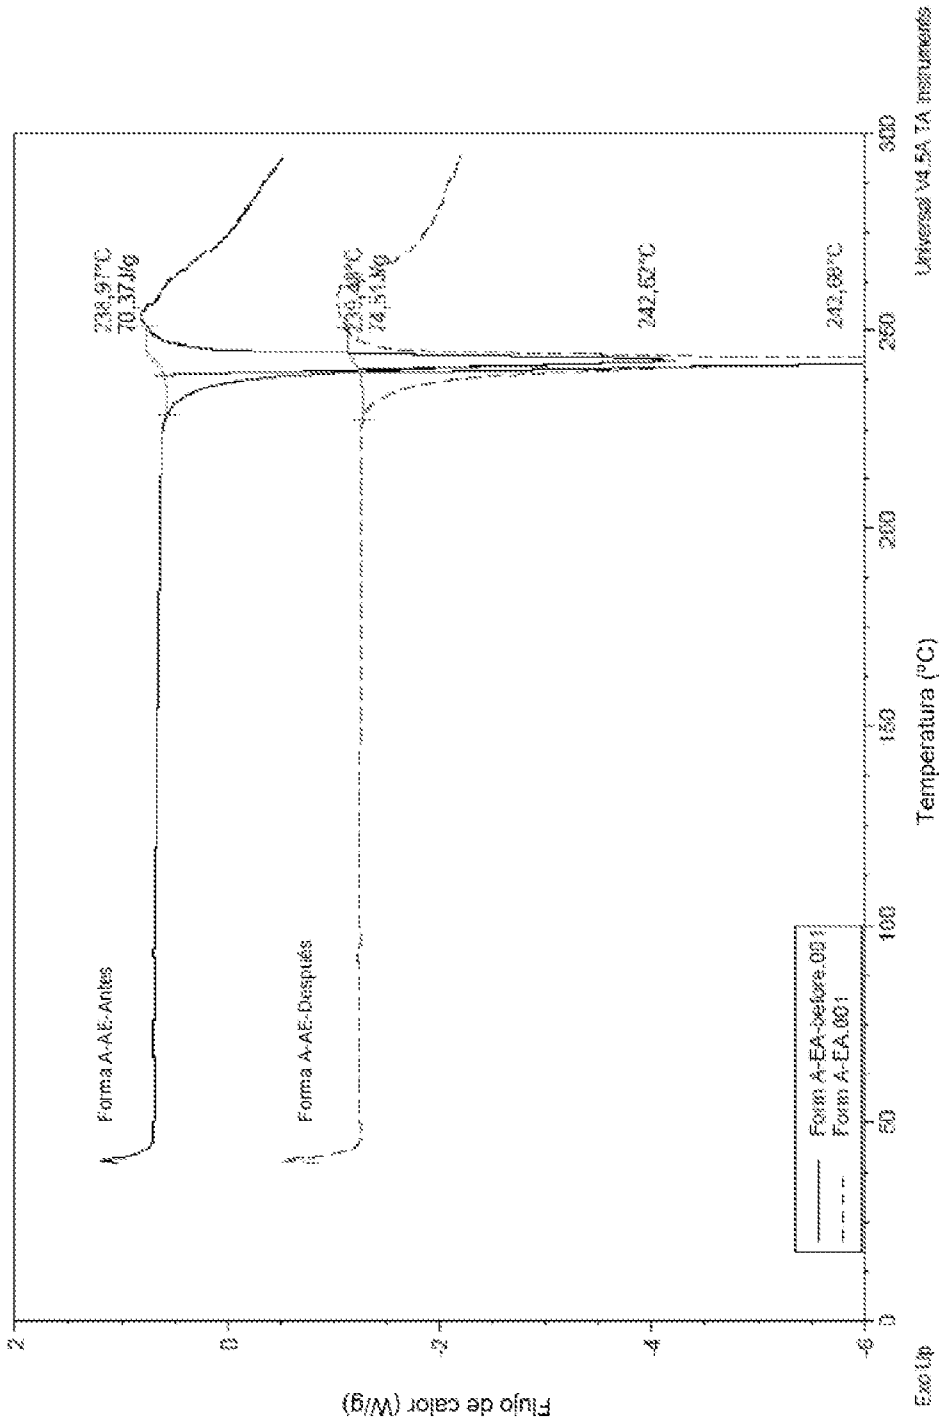 2
0
-2
-4
-6
Flujo de calor (W/g)
Forma A-AE-Antes
Forma A-AE-Después
238,97°C
70,37J/g
242,62°C
242,68°C
Form A-EA-before.001
Form A-EA.001
0
50
100
150
200
250
300
Exo Up
Temperatura (ºC)
Universal V4.5A TA Instruments